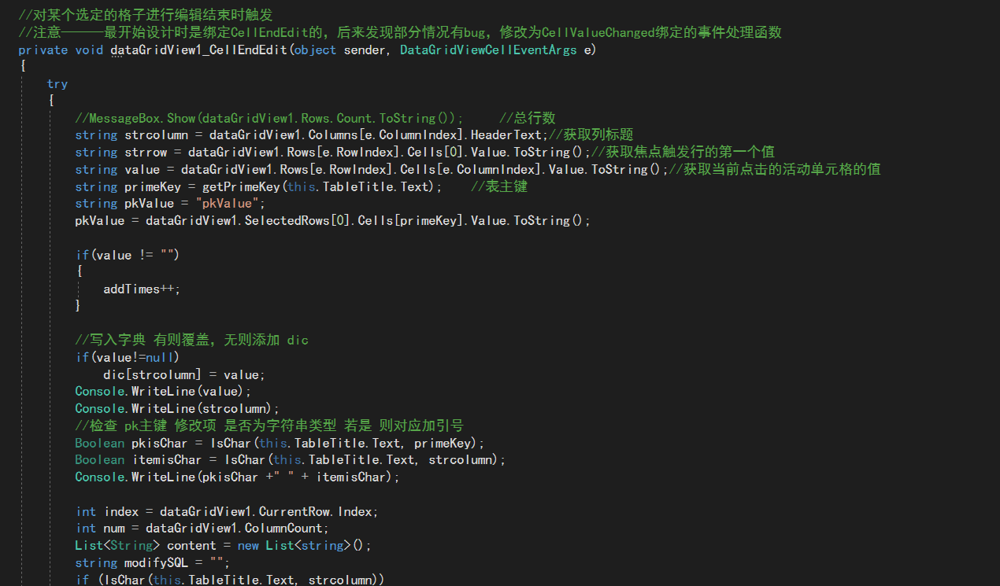 //对某个选定的格子进行编辑结束时触发
//注意——————最开始设计时是绑定CellEndEdit的，后来发现部分情况有bug，修改为CellValueChanged绑定的事件处理函数
private void dataGridView1_CellEndEdit(object sender, DataGridViewCellEventArgs e)
{
try
{
//MessageBox.Show(dataGridView1.Rows.Count.ToString());     //总行数
string strcolumn = dataGridView1.Columns[e.ColumnIndex].HeaderText;//获取列标题
string strrow = dataGridView1.Rows[e.RowIndex].Cells[0].Value.ToString();//获取焦点触发行的第一个值
string value = dataGridView1.Rows[e.RowIndex].Cells[e.ColumnIndex].Value.ToString();//获取当前点击的活动单元格的值
string primeKey = getPrimeKey(this.TableTitle.Text);    //表主键
string pkValue = "pkValue";
pkValue = dataGridView1.SelectedRows[0].Cells[primeKey].Value.ToString();
if(value != "")
{
addTimes++;
}
//写入字典 有则覆盖，无则添加 dic
if(value!=null)
dic[strcolumn] = value;
Console.WriteLine(value);
Console.WriteLine(strcolumn);
//检查 pk主键 修改项 是否为字符串类型 若是 则对应加引号
Boolean pkisChar = IsChar(this.TableTitle.Text, primeKey);
Boolean itemisChar = IsChar(this.TableTitle.Text, strcolumn);
Console.WriteLine(pkisChar +" " + itemisChar);
int index = dataGridView1.CurrentRow.Index;
int num = dataGridView1.ColumnCount;
List<String> content = new List<string>();
string modifySQL = "";
if (IsChar(this.TableTitle.Text, strcolumn))